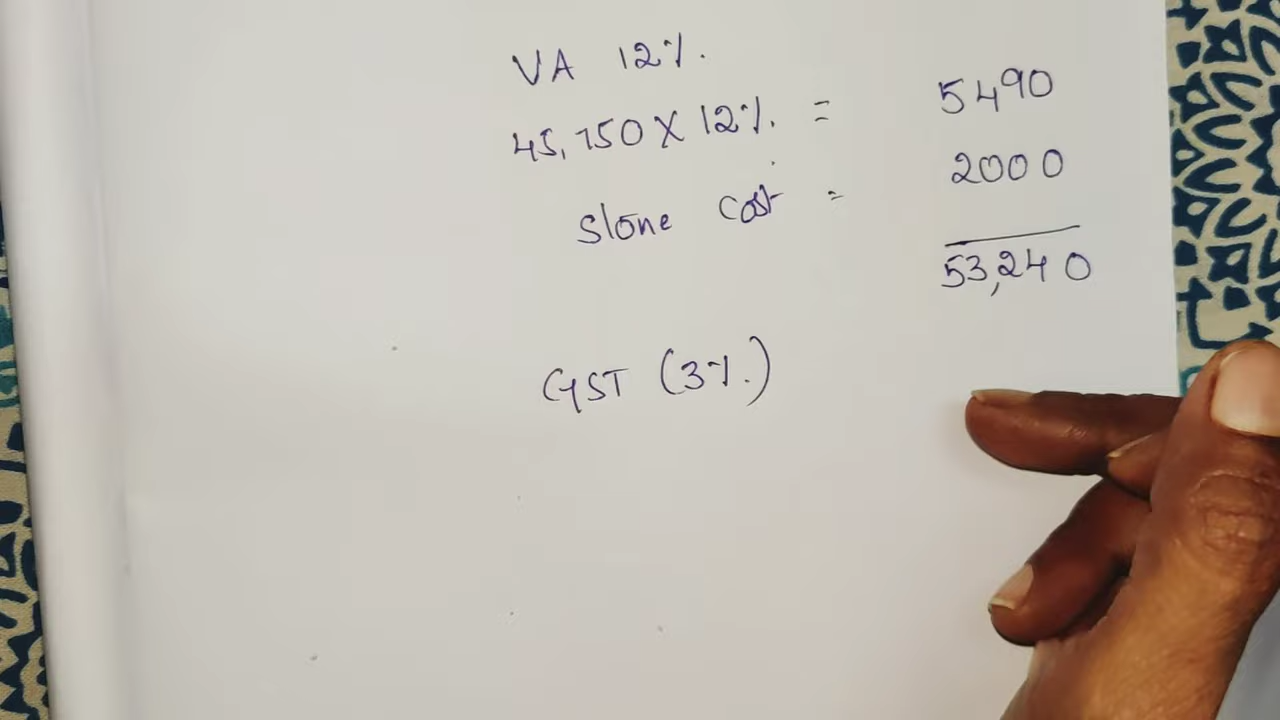 VA 12%.
45,750 X 12%. = 5490
Stone cost = 2000
53,240
GST (3%.)